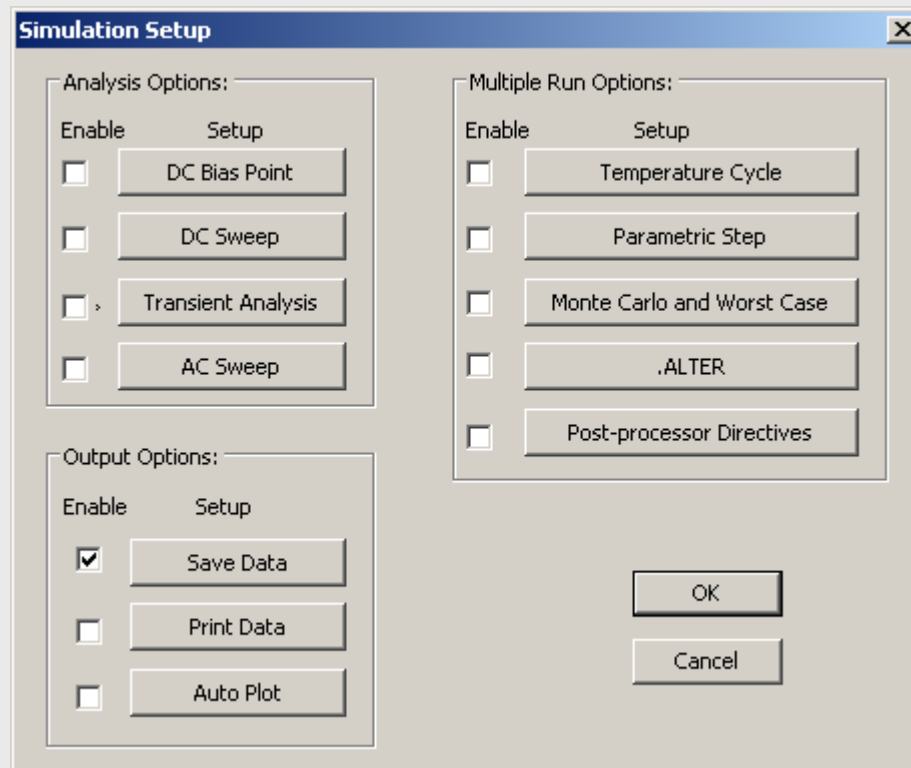 Simulation Setup
Analysis Options:
Enable Setup
DC Bias Point
DC Sweep
Transient Analysis
AC Sweep
Multiple Run Options:
Enable Setup
Temperature Cycle
Parametric Step
Monte Carlo and Worst Case
.ALTER
Post-processor Directives
Output Options:
Enable Setup
Save Data
Print Data
Auto Plot
OK
Cancel